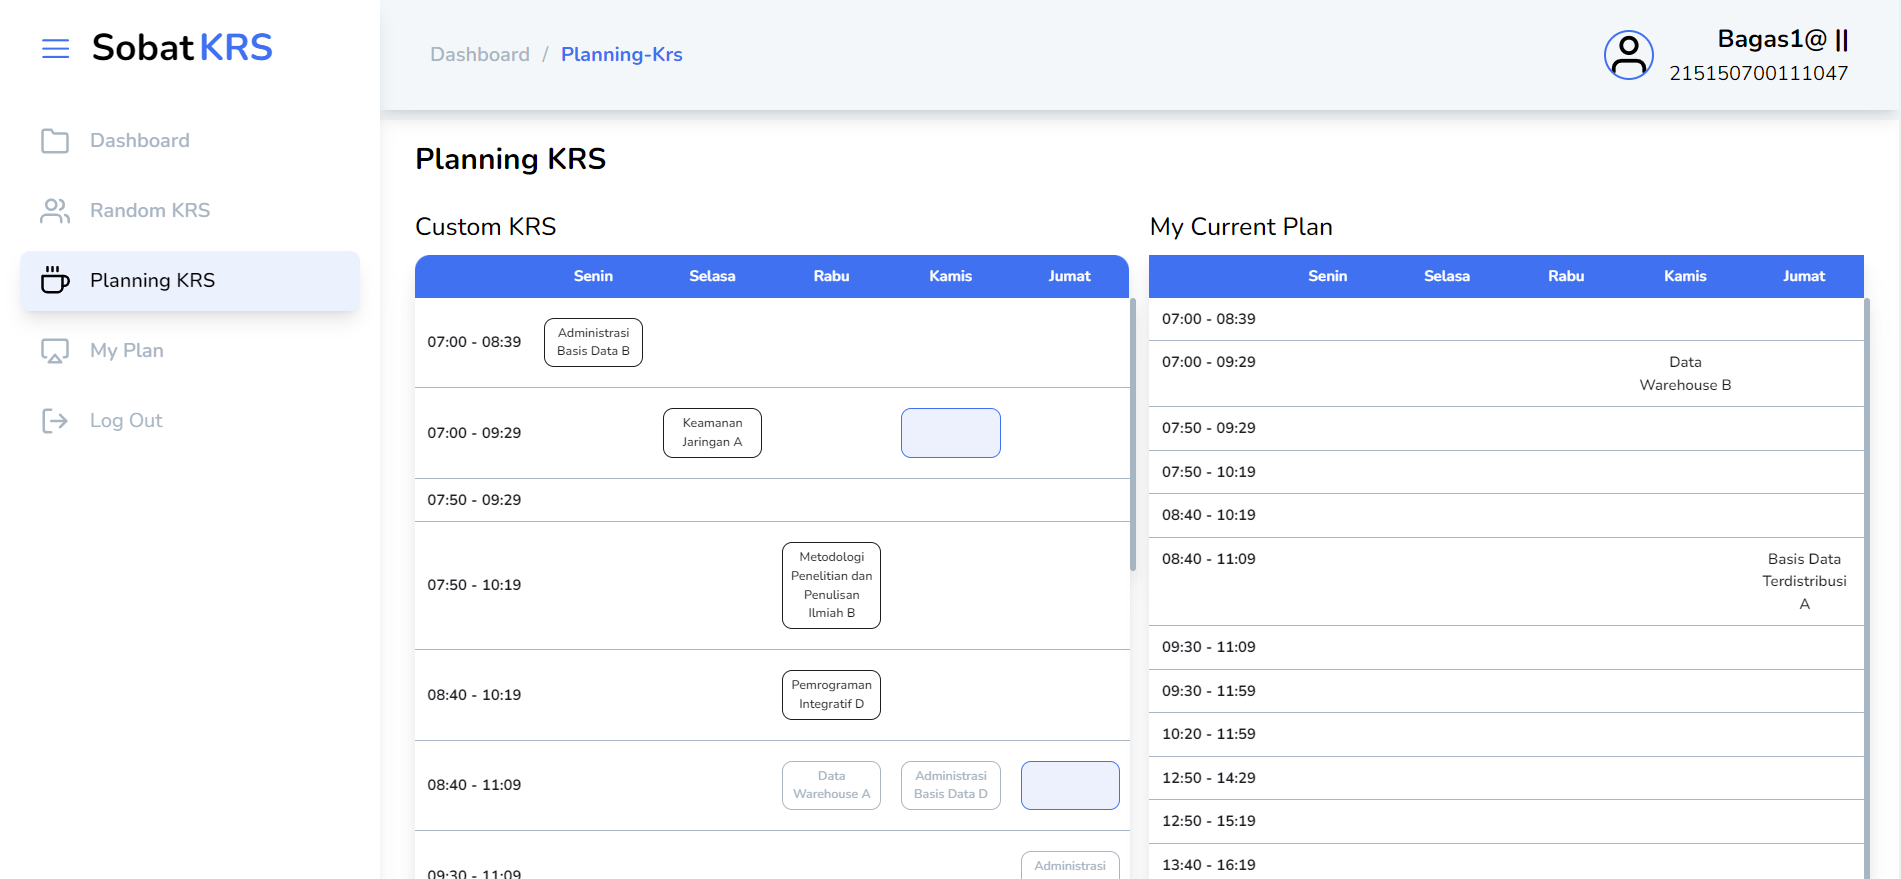 SobatKRS
Dashboard
Random KRS
Planning KRS
My Plan
Log Out
Dashboard / Planning-Krs
Bagas1@ ||
215150700111047
Planning KRS
Custom KRS
Senin Selasa Rabu Kamis Jumat
07:00 - 08:39
Administrasi
Basis Data B
07:00 - 09:29
Keamanan
Jaringan A
07:50 - 09:29
07:50 - 10:19
Metodologi
Penelitian dan
Penulisan
Ilmiah B
08:40 - 10:19
Pemrograman
Integratif D
08:40 - 11:09
Data
Warehouse A
Administrasi
Basis Data D
09:30 - 11:09
Administrasi
My Current Plan
Senin Selasa Rabu Kamis Jumat
07:00 - 08:39
07:00 - 09:29
Data
Warehouse B
07:50 - 09:29
07:50 - 10:19
08:40 - 10:19
08:40 - 11:09
Basis Data
Terdistribusi
A
09:30 - 11:09
09:30 - 11:59
10:20 - 11:59
12:50 - 14:29
12:50 - 15:19
13:40 - 16:19